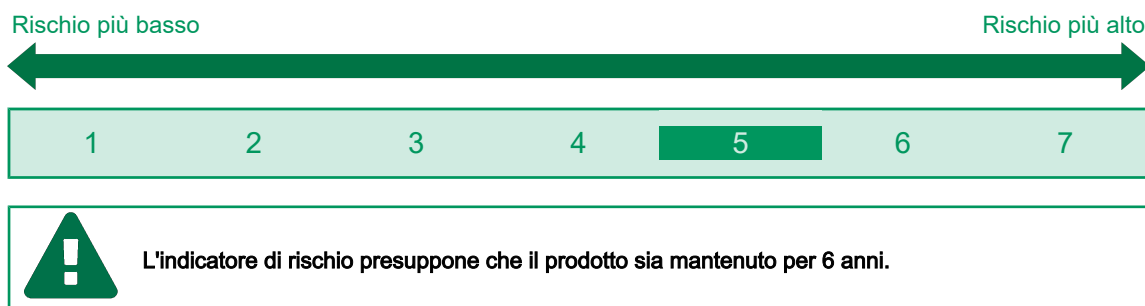 Rischio più basso Rischio più alto
1 2 3 4 5 6 7
L'indicatore di rischio presuppone che il prodotto sia mantenuto per 6 anni.